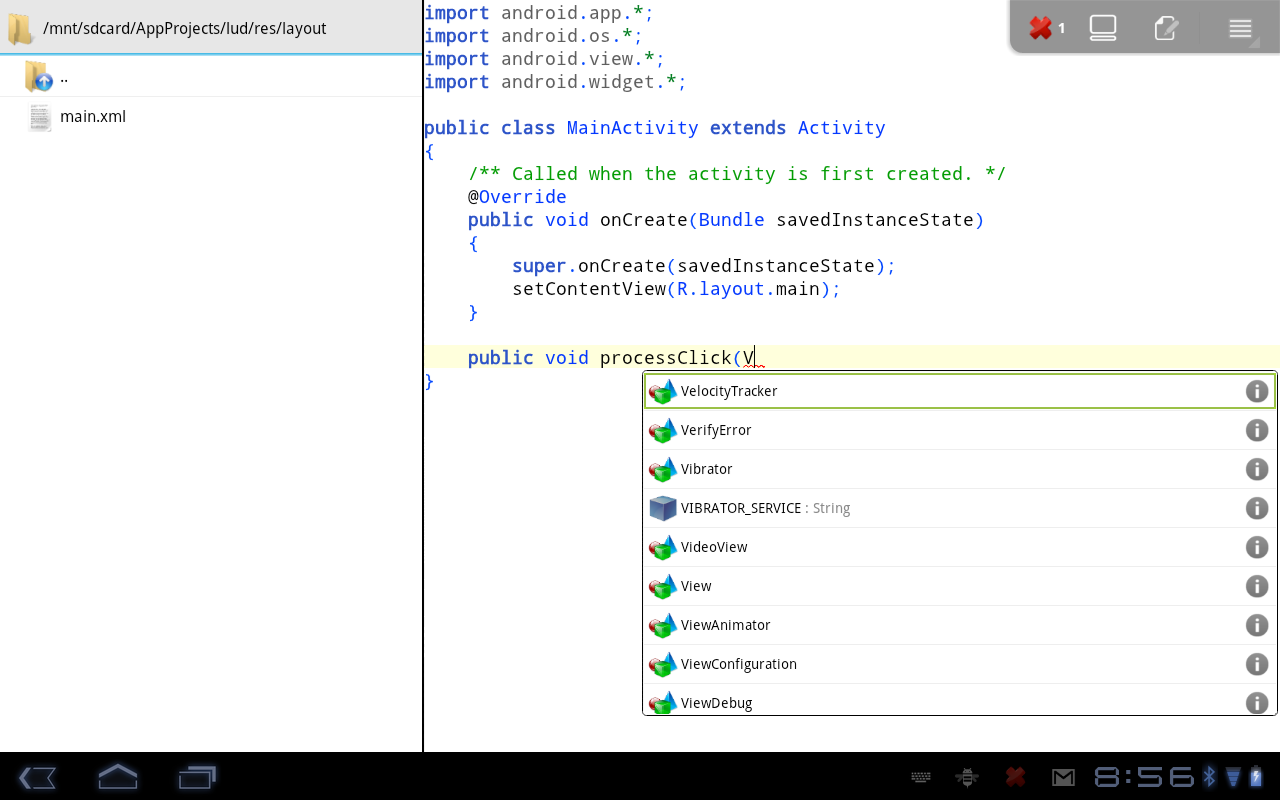 /mnt/sdcard/AppProjects/lud/res/layout
..
main.xml
import android.app.*;
import android.os.*;
import android.view.*;
import android.widget.*;
public class MainActivity extends Activity
{
/** Called when the activity is first created. */
@Override
public void onCreate(Bundle savedInstanceState)
{
super.onCreate(savedInstanceState);
setContentView(R.layout.main);
}
public void processClick(V
}
1
VelocityTracker
VerifyError
Vibrator
VIBRATOR_SERVICE : String
VideoView
View
ViewAnimator
ViewConfiguration
ViewDebug
8:56